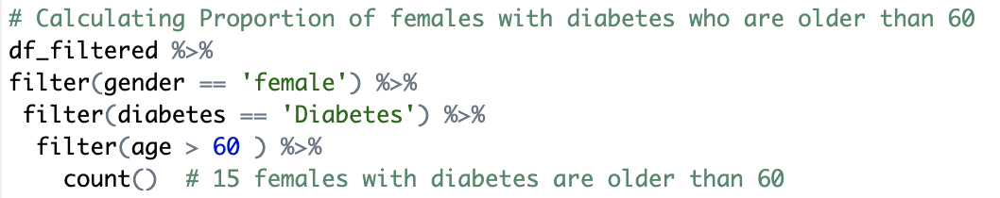 # Calculating Proportion of females with diabetes who are older than 60
df_filtered %>%
filter(gender == 'female') %>%
filter(diabetes == 'Diabetes') %>%
filter(age > 60 ) %>%
count()  # 15 females with diabetes are older than 60